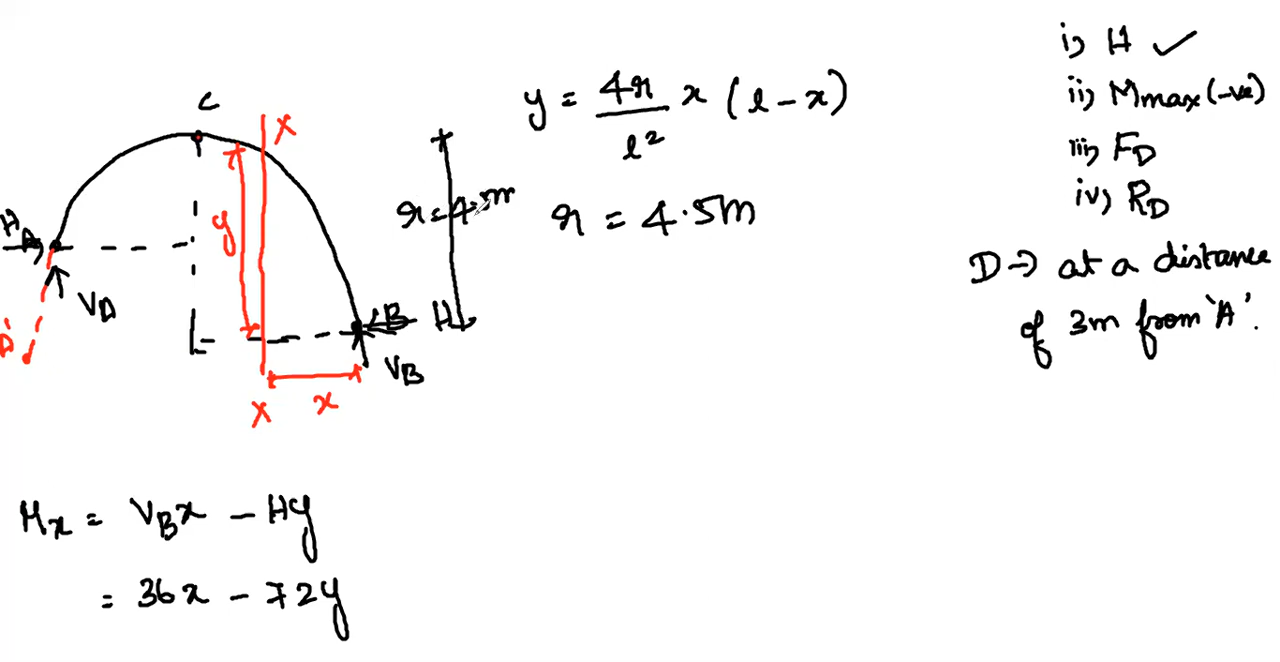 i) H ✓
C
X
y = 4r/l² x (l - x)
ii) Mmax (-ve)
iii) FD
r = 4.5m
r = 4.5m
iv) RD
HA
y
D → at a distance
VA
of 3m from 'A'.
A'
B
H
VB
X
x
Mx = VBx - Hy
= 36x - 72y